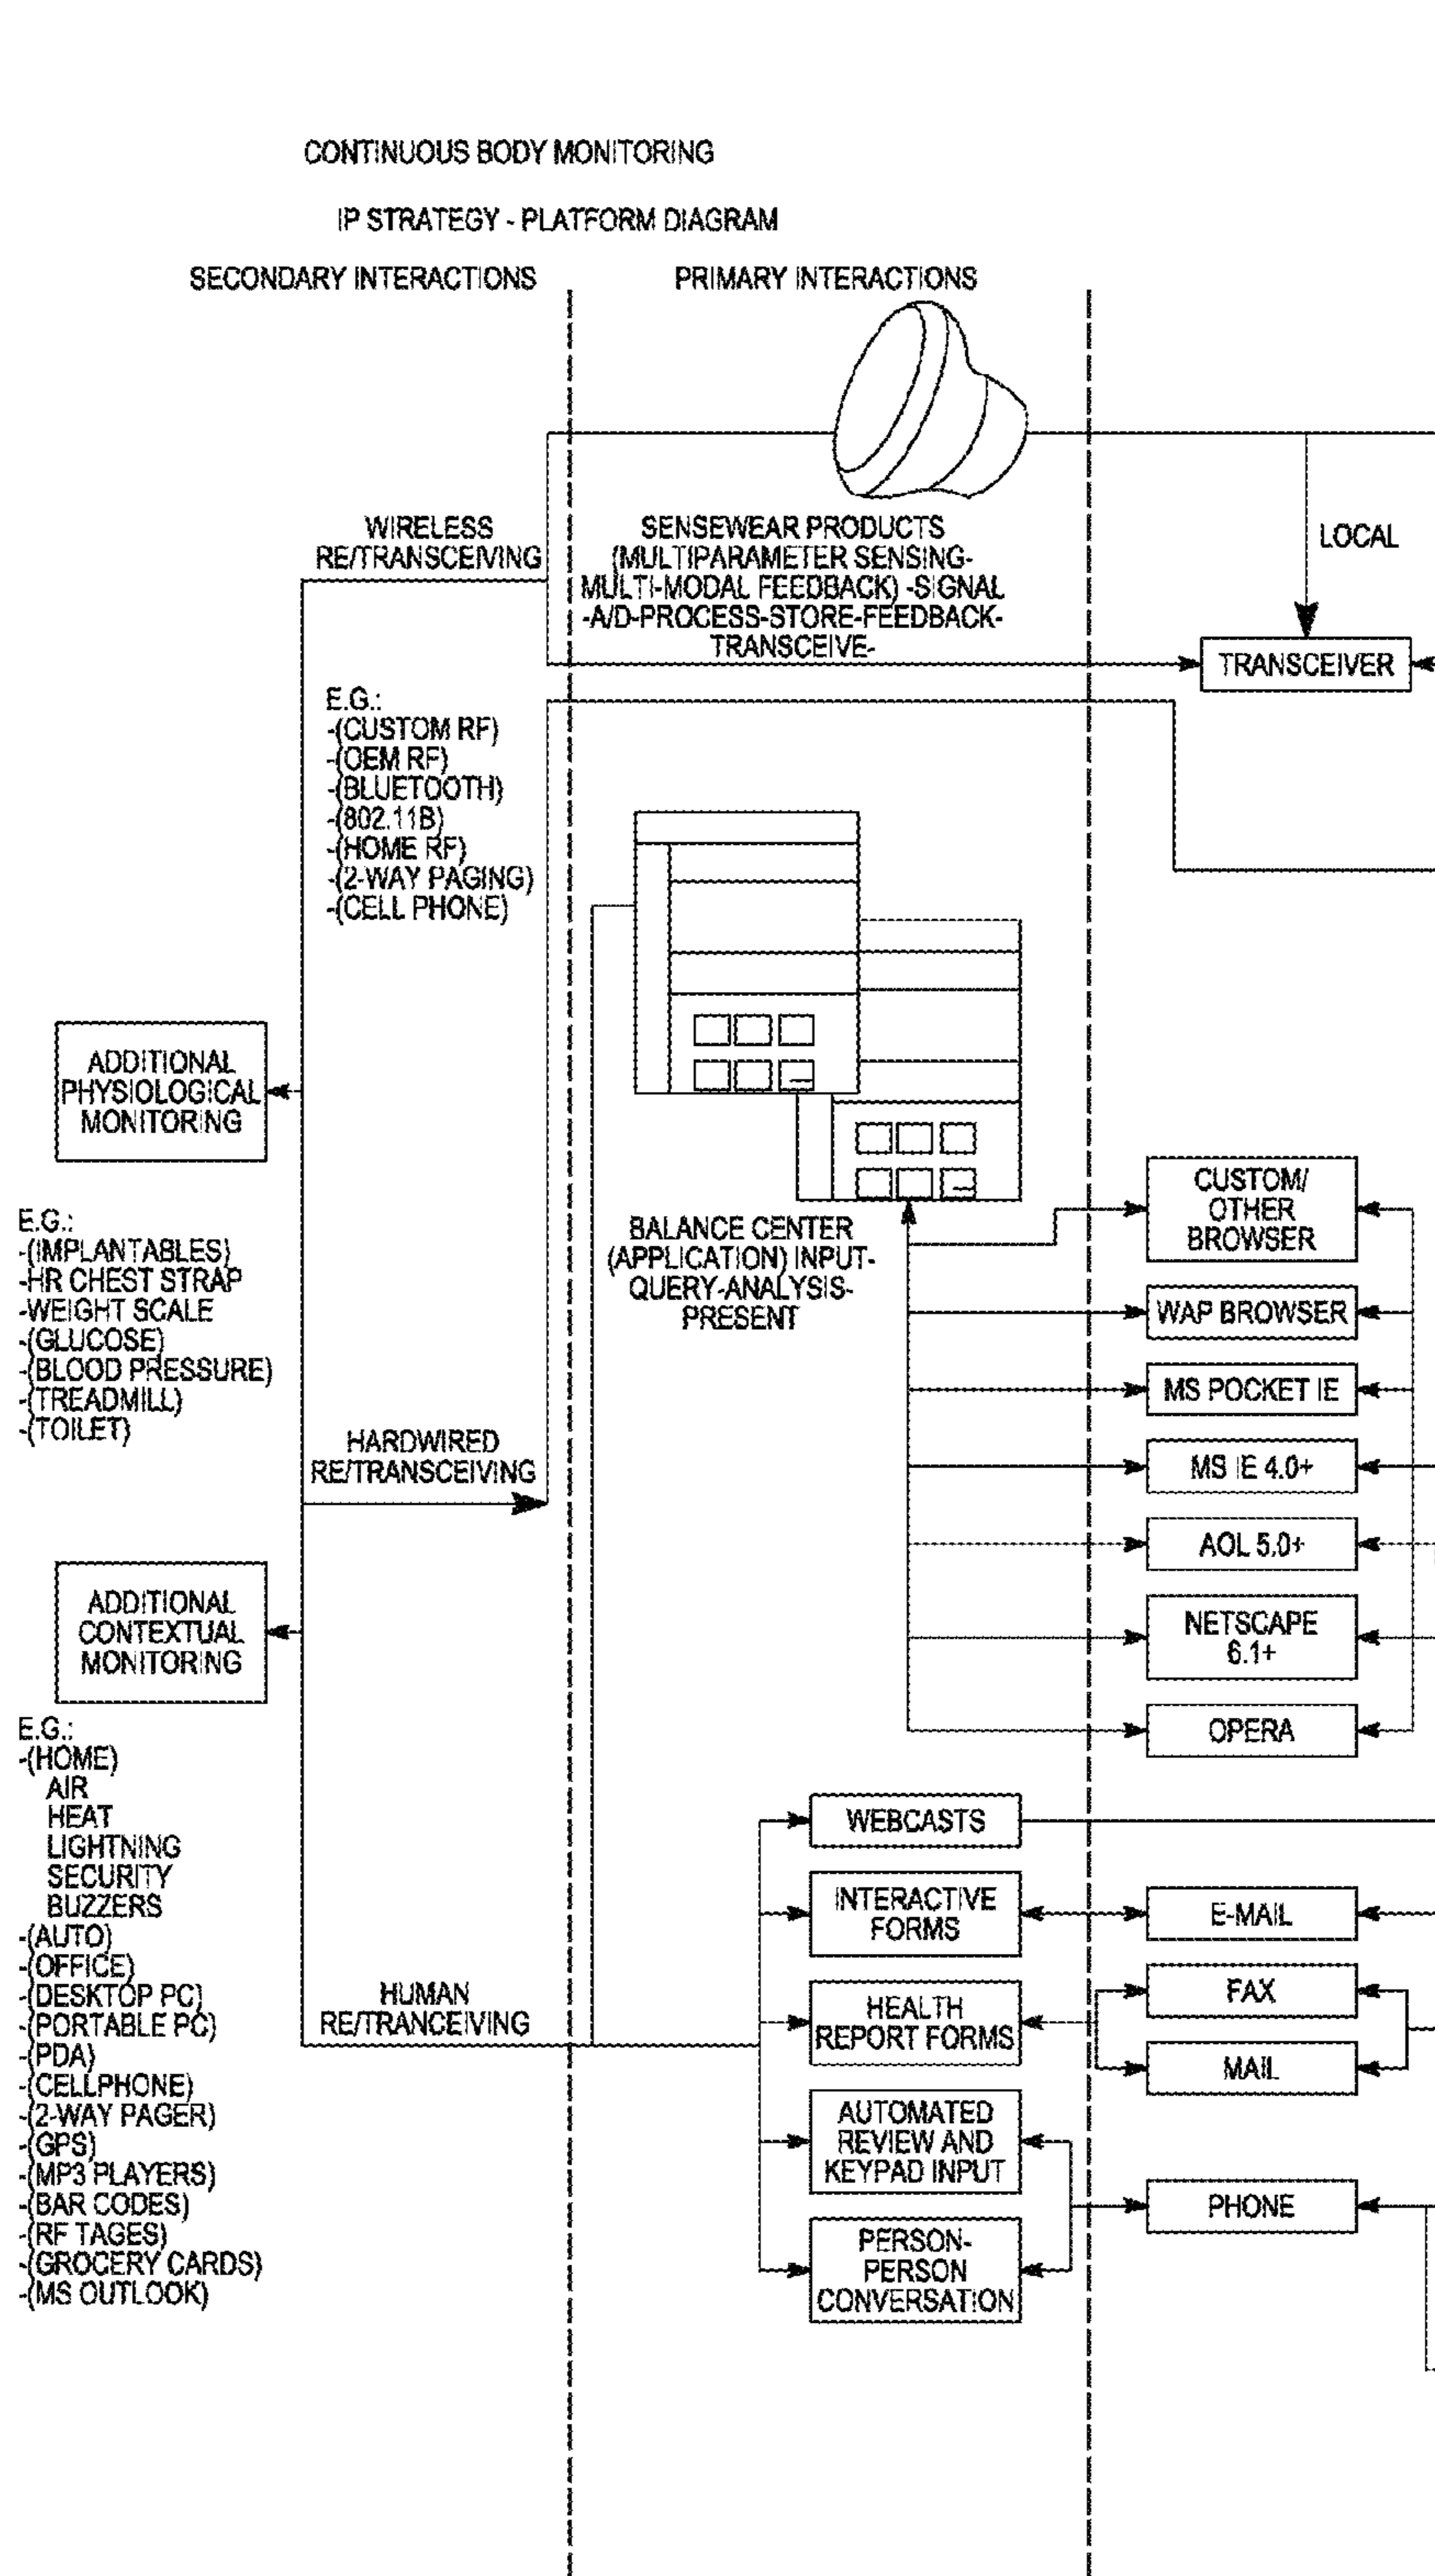 CONTINUOUS BODY MONITORING
IP STRATEGY - PLATFORM DIAGRAM
SECONDARY INTERACTIONS
PRIMARY INTERACTIONS
WIRELESS
RE/TRANSCEIVING
SENSEWEAR PRODUCTS
(MULTIPARAMETER SENSING-
MULTI-MODAL FEEDBACK) -SIGNAL
-A/D-PROCESS-STORE-FEEDBACK-
TRANSCEIVE-
LOCAL
TRANSCEIVER
E.G.:
-(CUSTOM RF)
-(OEM RF)
-(BLUETOOTH)
-(802.11B)
-(HOME RF)
-(2-WAY PAGING)
-(CELL PHONE)
ADDITIONAL
PHYSIOLOGICAL
MONITORING
E.G.:
-(IMPLANTABLES)
-HR CHEST STRAP
-WEIGHT SCALE
-(GLUCOSE)
-(BLOOD PRESSURE)
-(TREADMILL)
-(TOILET)
BALANCE CENTER
(APPLICATION) INPUT-
QUERY-ANALYSIS-
PRESENT
CUSTOM/
OTHER
BROWSER
WAP BROWSER
MS POCKET IE
MS IE 4.0+
AOL 5.0+
NETSCAPE
6.1+
OPERA
HARDWIRED
RE/TRANSCEIVING
ADDITIONAL
CONTEXTUAL
MONITORING
E.G.:
-(HOME)
AIR
HEAT
LIGHTNING
SECURITY
BUZZERS
-(AUTO)
-(OFFICE)
-(DESKTOP PC)
-(PORTABLE PC)
-(PDA)
-(CELLPHONE)
-(2-WAY PAGER)
-(GPS)
-(MP3 PLAYERS)
-(BAR CODES)
-(RF TAGES)
-(GROCERY CARDS)
-(MS OUTLOOK)
HUMAN
RE/TRANCEIVING
WEBCASTS
INTERACTIVE
FORMS
HEALTH
REPORT FORMS
AUTOMATED
REVIEW AND
KEYPAD INPUT
PERSON-
PERSON
CONVERSATION
E-MAIL
FAX
MAIL
PHONE